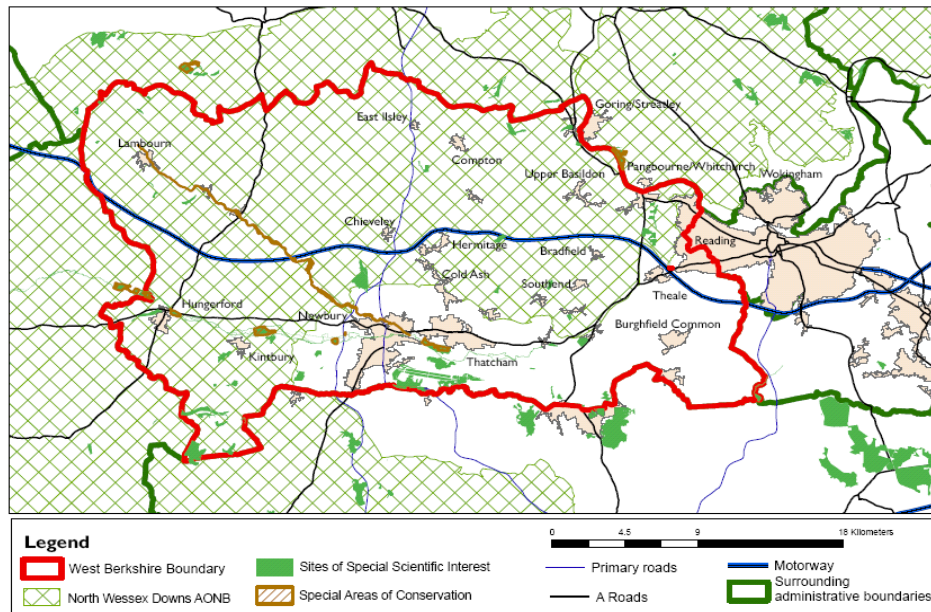 Goring/Streatley
East Ilsley
Lambourn
Compton
Pangbourne/Whitchurch
Upper Basildon
Wokingham
Chieveley
Hermitage
Bradfield
Reading
Cold Ash
Southend
Theale
Hungerford
Newbury
Burghfield Common
Kintbury
Thatcham
Legend
West Berkshire Boundary
North Wessex Downs AONB
Sites of Special Scientific Interest
Special Areas of Conservation
0 4.5 9 18 Kilometers
Primary roads
A Roads
Motorway
Surrounding
administrative boundaries